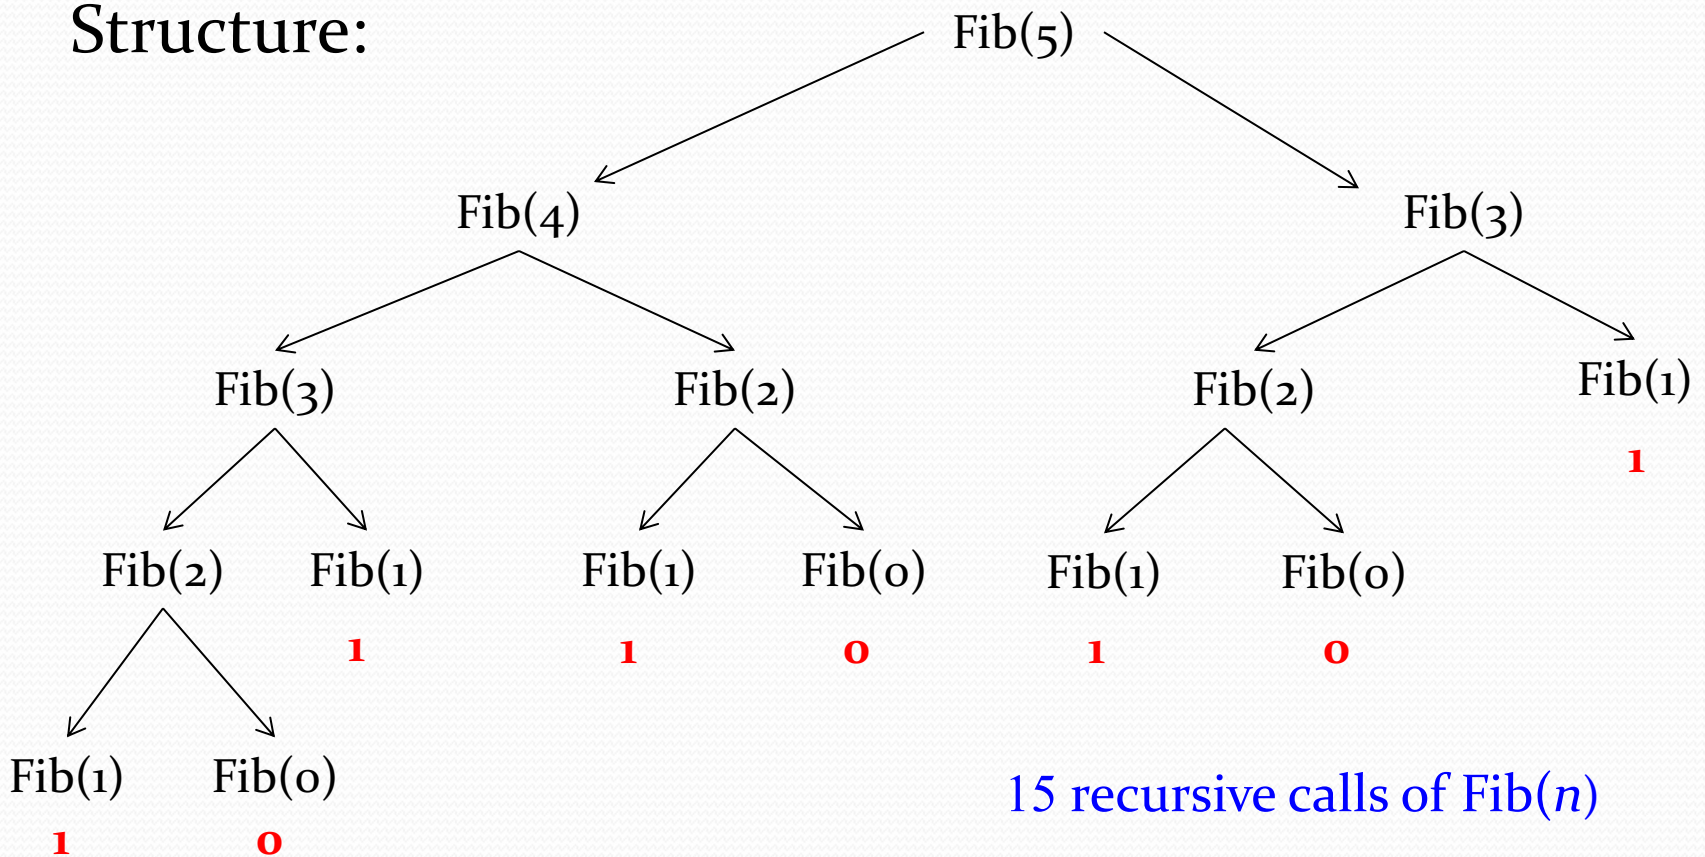 Structure:
Fib(5)
Fib(4) Fib(3)
Fib(3) Fib(2) Fib(2) Fib(1)
1
Fib(2) Fib(1) Fib(1) Fib(0) Fib(1) Fib(0)
1 1 0 1 0
Fib(1) Fib(0)
15 recursive calls of Fib(n)
1 0